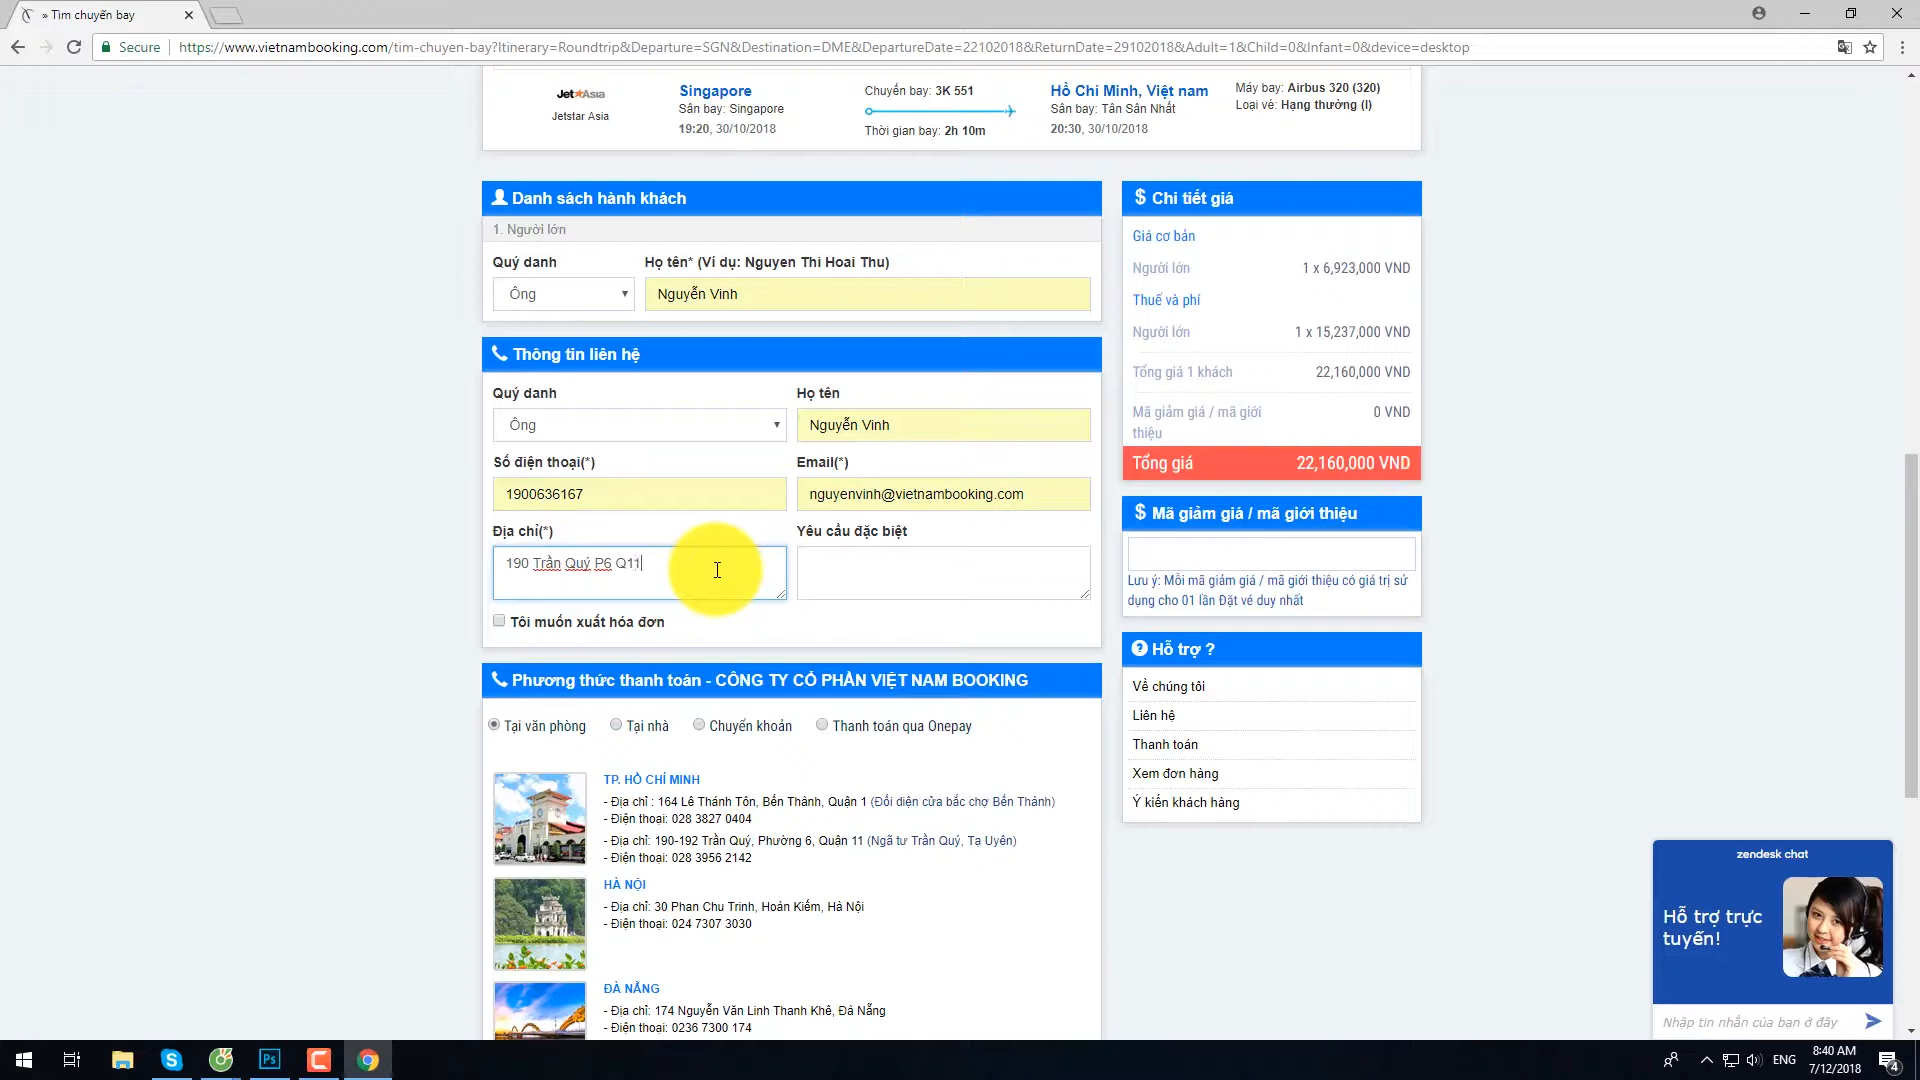 » Tìm chuyến bay
Secure
https://www.vietnambooking.com/tim-chuyen-bay?Itinerary=Roundtrip&Departure=SGN&Destination=DME&DepartureDate=22102018&ReturnDate=29102018&Adult=1&Child=0&Infant=0&device=desktop
Jet★Asia
Jetstar Asia
Singapore
Sân bay: Singapore
19:20, 30/10/2018
Chuyến bay: 3K 551
Thời gian bay: 2h 10m
Hồ Chí Minh, Việt nam
Sân bay: Tân Sân Nhất
20:30, 30/10/2018
Máy bay: Airbus 320 (320)
Loại vé: Hạng thường (I)
Danh sách hành khách
1. Người lớn
Quý danh
Họ tên* (Ví dụ: Nguyen Thi Hoai Thu)
Ông
Nguyễn Vinh
Thông tin liên hệ
Quý danh
Họ tên
Ông
Nguyễn Vinh
Số điện thoại(*)
Email(*)
1900636167
nguyenvinh@vietnambooking.com
Địa chỉ(*)
Yêu cầu đặc biệt
190 Trần Quý P6 Q11
Tôi muốn xuất hóa đơn
Phương thức thanh toán - CÔNG TY CỔ PHẦN VIỆT NAM BOOKING
Tại văn phòng
Tại nhà
Chuyển khoản
Thanh toán qua Onepay
TP. HỒ CHÍ MINH
- Địa chỉ : 164 Lê Thánh Tôn, Bến Thành, Quận 1 (Đối diện cửa bắc chợ Bến Thành)
- Điện thoại: 028 3827 0404
- Địa chỉ: 190-192 Trần Quý, Phường 6, Quận 11 (Ngã tư Trần Quý, Tạ Uyên)
- Điện thoại: 028 3956 2142
HÀ NỘI
- Địa chỉ: 30 Phan Chu Trinh, Hoàn Kiếm, Hà Nội
- Điện thoại: 024 7307 3030
ĐÀ NẴNG
- Địa chỉ: 174 Nguyễn Văn Linh Thanh Khê, Đà Nẵng
- Điện thoại: 0236 7300 174
$ Chi tiết giá
Giá cơ bản
Người lớn
1 x 6,923,000 VND
Thuế và phí
Người lớn
1 x 15,237,000 VND
Tổng giá 1 khách
22,160,000 VND
Mã giảm giá / mã giới
thiệu
0 VND
Tổng giá
22,160,000 VND
$ Mã giảm giá / mã giới thiệu
Lưu ý: Mỗi mã giảm giá / mã giới thiệu có giá trị sử
dụng cho 01 lần Đặt vé duy nhất
Hỗ trợ ?
Về chúng tôi
Liên hệ
Thanh toán
Xem đơn hàng
Ý kiến khách hàng
zendesk chat
Hỗ trợ trực
tuyến!
Nhập tin nhắn của bạn ở đây
Ps
ENG
8:40 AM
7/12/2018
4